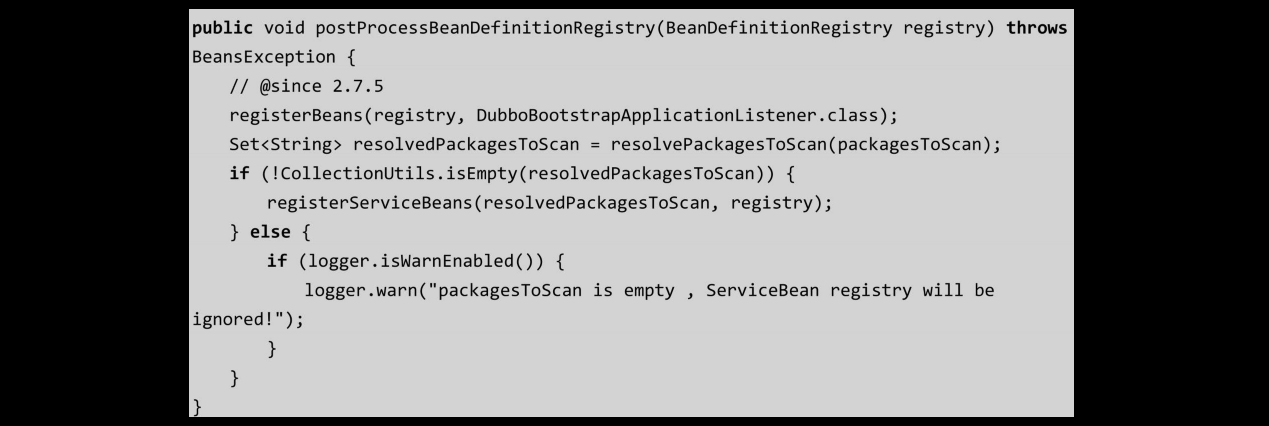 public void postProcessBeanDefinitionRegistry(BeanDefinitionRegistry registry) throws
BeansException {
// @since 2.7.5
registerBeans(registry, DubboBootstrapApplicationListener.class);
Set<String> resolvedPackagesToScan = resolvePackagesToScan(packagesToScan);
if (!CollectionUtils.isEmpty(resolvedPackagesToScan)) {
registerServiceBeans(resolvedPackagesToScan, registry);
} else {
if (logger.isWarnEnabled()) {
logger.warn("packagesToScan is empty , ServiceBean registry will be
ignored!");
}
}
}